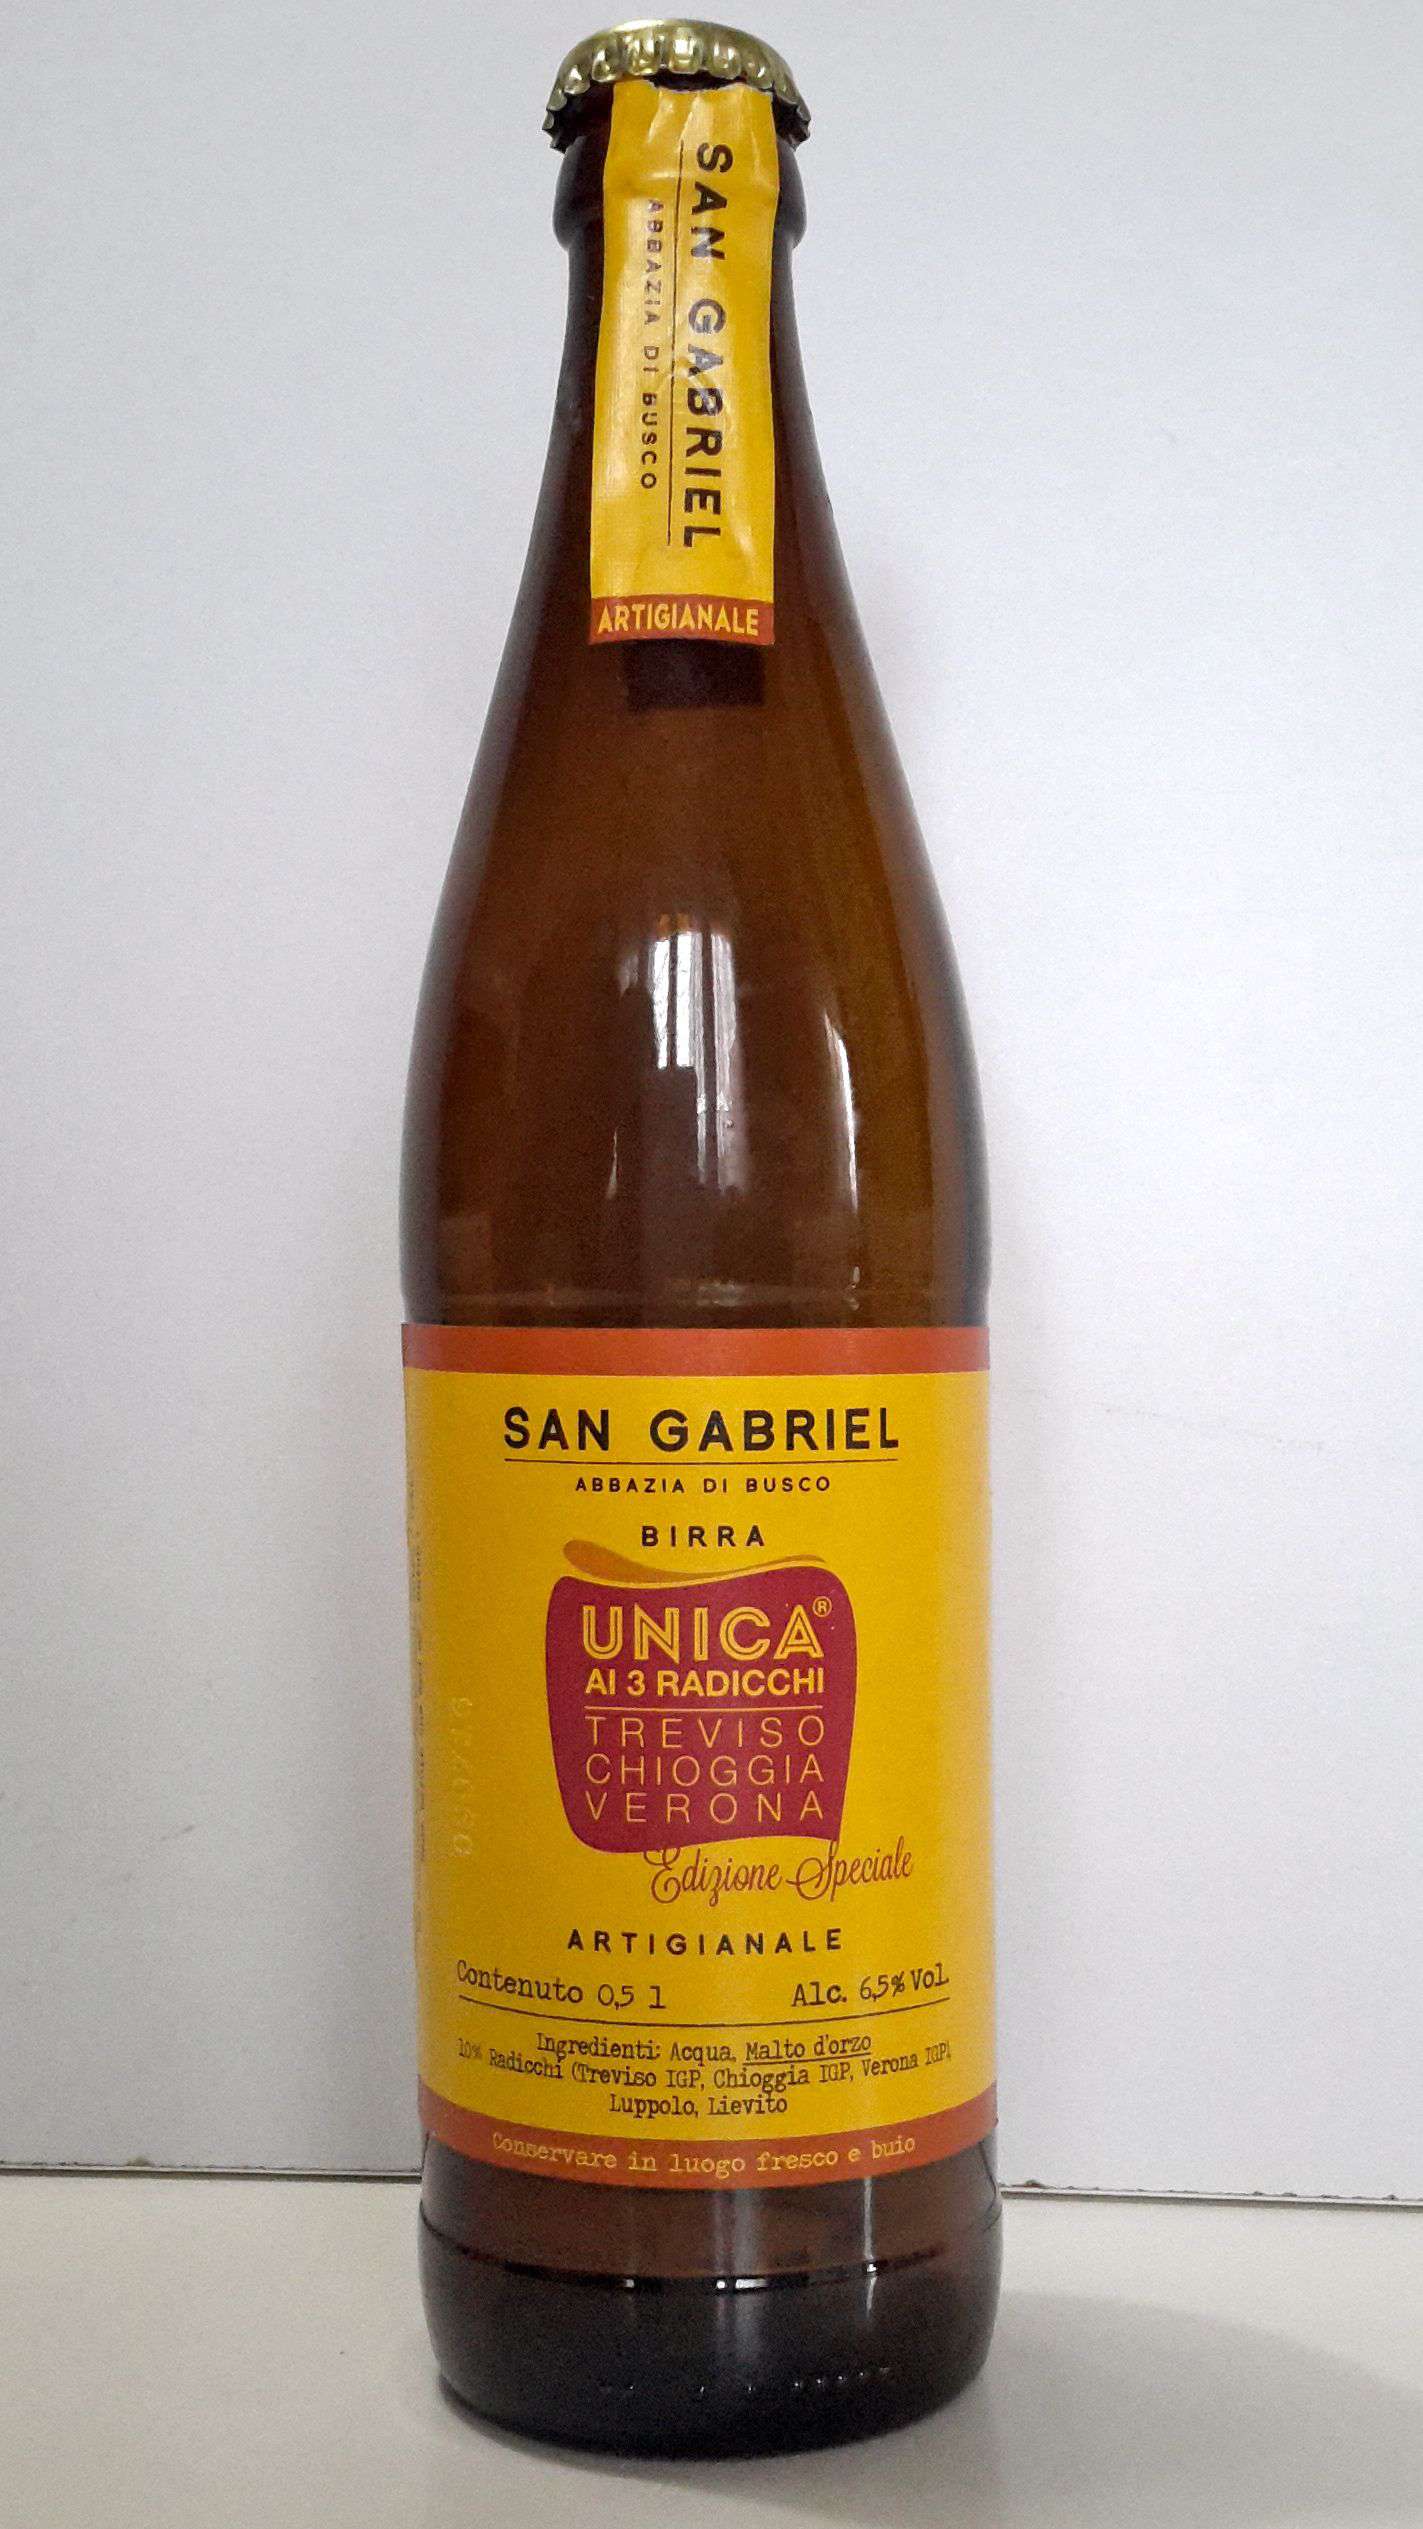 SAN GABRIEL
ABBAZIA DI BUSCO
ARTIGIANALE
SAN GABRIEL
ABBAZIA DI BUSCO
BIRRA
UNICA®
AI 3 RADICCHI
TREVISO
CHIOGGIA
VERONA
Edizione Speciale
ARTIGIANALE
Contenuto 0,5 l Alc. 6,5% Vol.
Ingredienti: Acqua, Malto d'orzo
10% Radicchi (Treviso IGP, Chioggia IGP, Verona IGP),
Luppolo, Lievito
Conservare in luogo fresco e buio